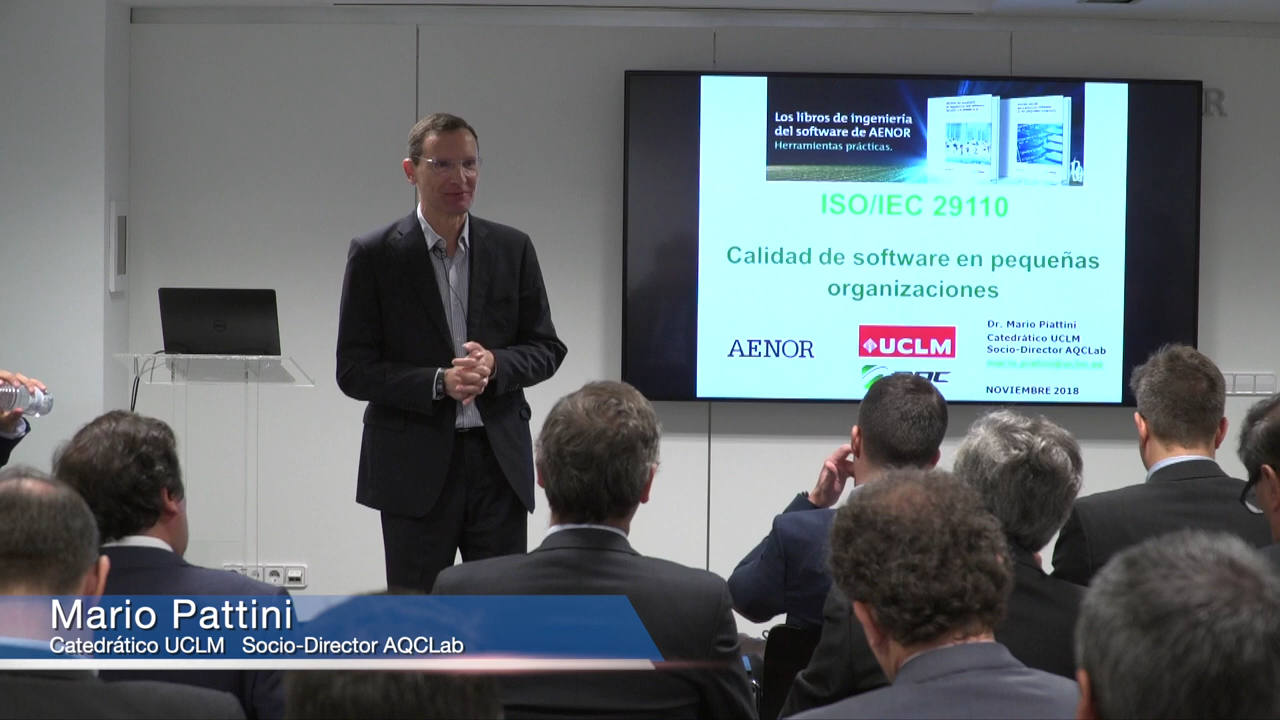 Los libros de ingeniería
del software de AENOR
Herramientas prácticas.
ISO/IEC 29110
Calidad de software en pequeñas
organizaciones
AENOR
UCLM
Dr. Mario Piattini
Catedrático UCLM
Socio-Director AQCLab
NOVIEMBRE 2018
Mario Pattini
Catedrático UCLM Socio-Director AQCLab